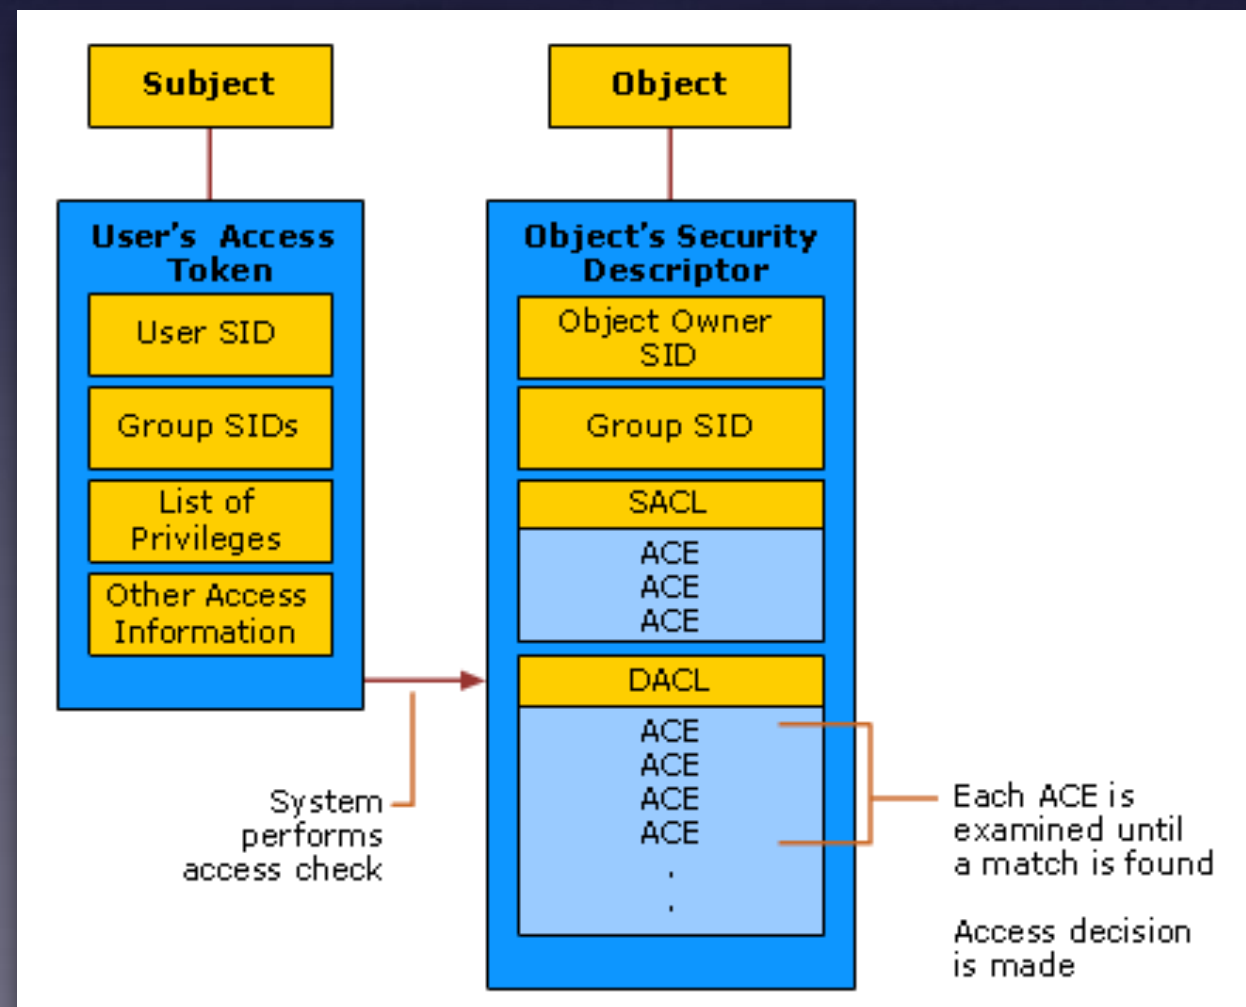 Subject
Object
User's Access
Token
User SID
Group SIDs
List of
Privileges
Other Access
Information
Object's Security
Descriptor
Object Owner
SID
Group SID
SACL
ACE
ACE
ACE
DACL
ACE
ACE
ACE
ACE
.
.
System
performs
access check
Each ACE is
examined until
a match is found
Access decision
is made